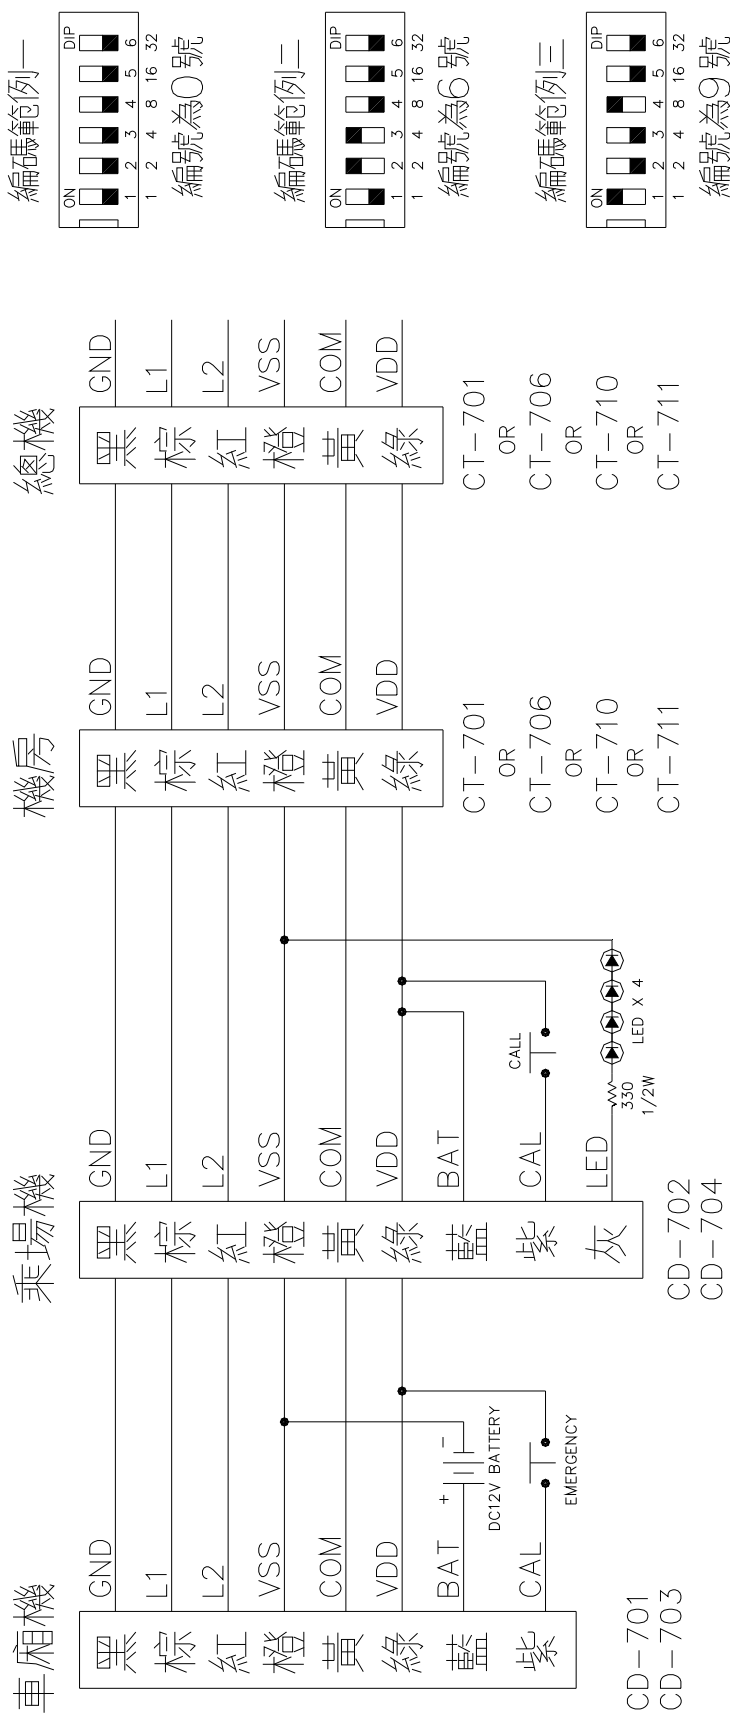 車廂機
黑 棕 紅 橙 黃 綠 藍 紫
GND
L1
L2
VSS
COM
VDD
BAT
CAL
+ −
DC12V BATTERY
EMERGENCY
CD-701
CD-703
乘場機
黑 棕 紅 橙 黃 綠 藍 紫 灰
GND
L1
L2
VSS
COM
VDD
BAT
CAL
LED
CALL
330
1/2W
LED X 4
CD-702
CD-704
機房
黑 棕 紅 橙 黃 綠
GND
L1
L2
VSS
COM
VDD
CT-701
OR
CT-706
OR
CT-710
OR
CT-711
總機
黑 棕 紅 橙 黃 綠
GND
L1
L2
VSS
COM
VDD
CT-701
OR
CT-706
OR
CT-710
OR
CT-711
編碼範例一
ON DIP
1 2 3 4 5 6
1 2 4 8 16 32
編號為0號
編碼範例二
ON DIP
1 2 3 4 5 6
1 2 4 8 16 32
編號為6號
編碼範例三
ON DIP
1 2 3 4 5 6
1 2 4 8 16 32
編號為9號